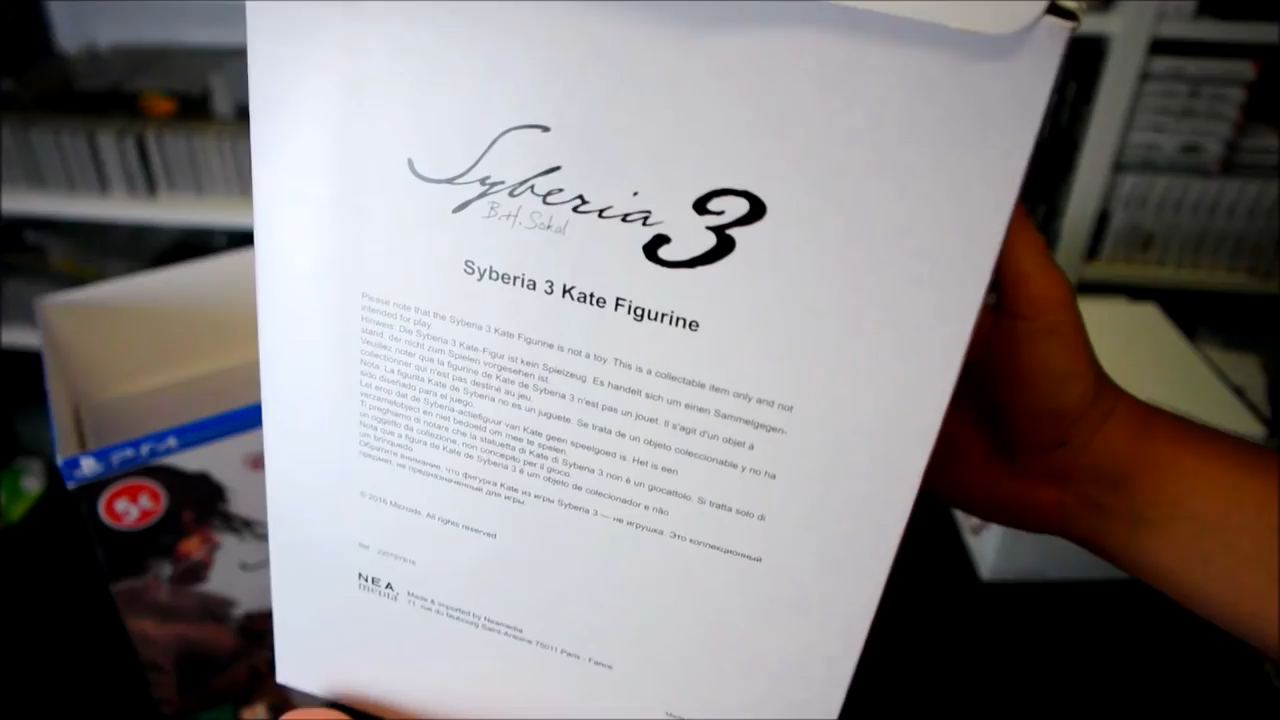 Syberia 3
B.H. Sokal
Syberia 3 Kate Figurine
Please note that the Syberia 3 Kate Figurine is not a toy. This is a collectable item only and not
intended for play.
Hinweis: Die Syberia 3 Kate-Figur ist kein Spielzeug. Es handelt sich um einen Sammelgegen-
stand, der nicht zum Spielen vorgesehen ist.
Veuillez noter que la figurine de Kate de Syberia 3 n'est pas un jouet. Il s'agit d'un objet à
collectionner qui n'est pas destiné au jeu.
Nota: La figurita Kate de Syberia no es un juguete. Se trata de un objeto coleccionable y no ha
sido diseñado para el juego.
Let erop dat de Syberia-actiefiguur van Kate geen speelgoed is. Het is een
verzamelobject en niet bedoeld om mee te spelen.
Ti preghiamo di notare che la statuetta di Kate di Syberia 3 non è un giocattolo. Si tratta solo di
un oggetto da collezione, non concepito per il gioco.
Nota que a figura de Kate de Syberia 3 é um objeto de colecionador e não
um brinquedo.
Обратите внимание, что фигурка Kate из игры Syberia 3 — не игрушка. Это коллекционный
предмет, не предназначенный для игры.
© 2016 Microids. All rights reserved
NEA
media
Made & imported by Neamedia
71, rue du faubourg Saint-Antoine 75011 Paris - France
PS4
5€